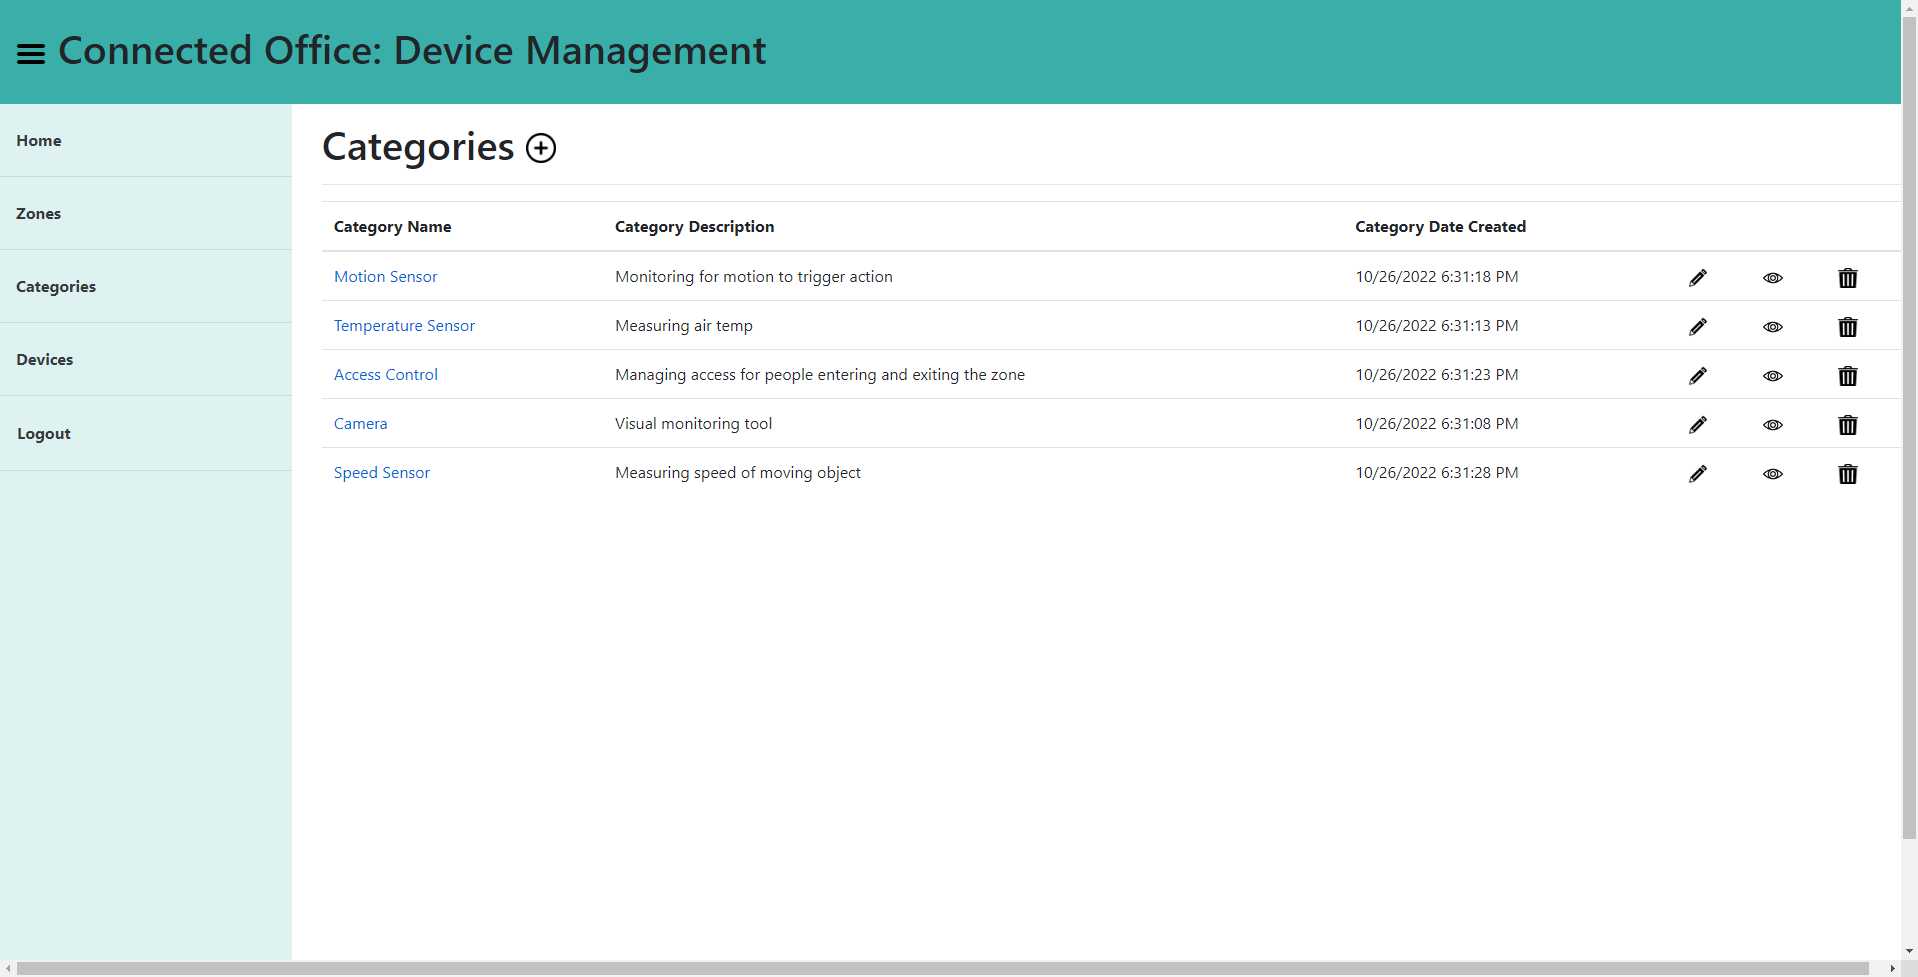 Connected Office: Device Management
Home
Zones
Categories
Devices
Logout
Categories
Category Name Category Description Category Date Created
Motion Sensor Monitoring for motion to trigger action 10/26/2022 6:31:18 PM
Temperature Sensor Measuring air temp 10/26/2022 6:31:13 PM
Access Control Managing access for people entering and exiting the zone 10/26/2022 6:31:23 PM
Camera Visual monitoring tool 10/26/2022 6:31:08 PM
Speed Sensor Measuring speed of moving object 10/26/2022 6:31:28 PM